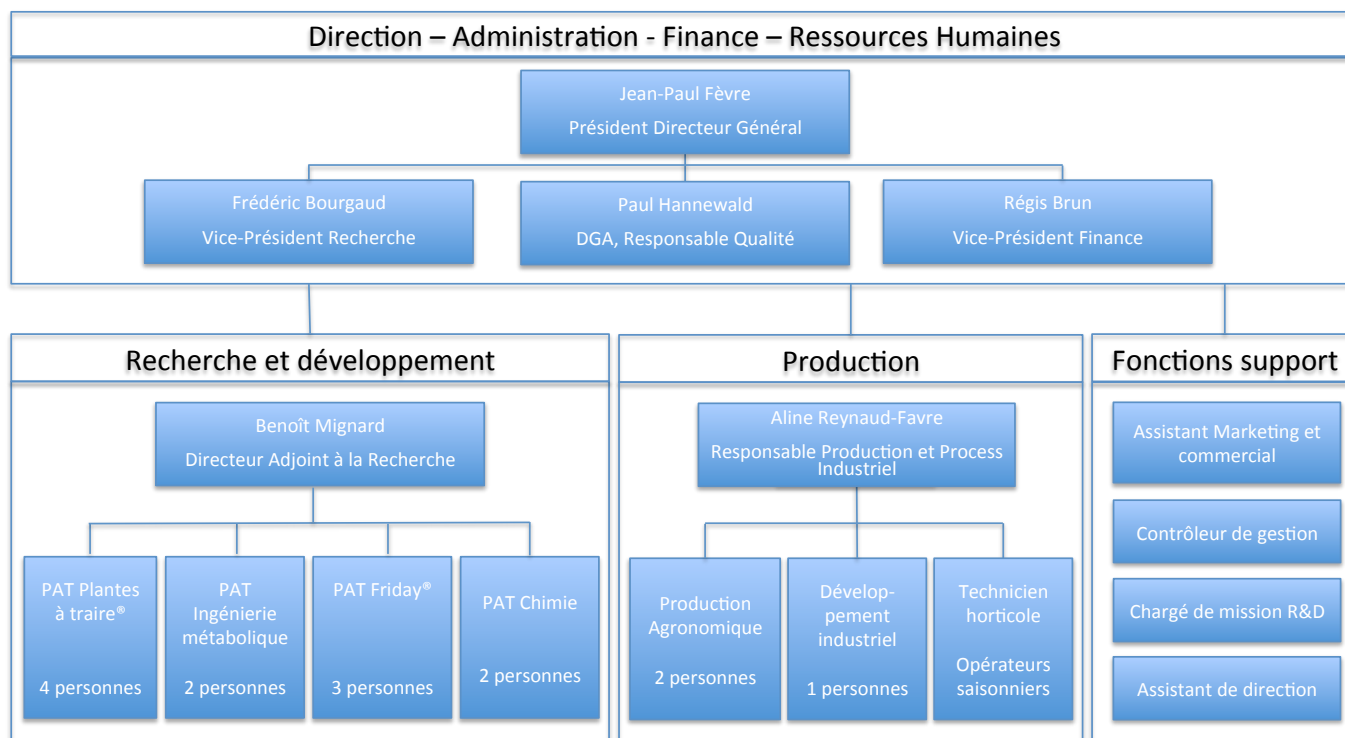 Direction – Administration - Finance – Ressources Humaines
Jean-Paul Fèvre
Président Directeur Général
Frédéric Bourgaud
Vice-Président Recherche
Paul Hannewald
DGA, Responsable Qualité
Régis Brun
Vice-Président Finance
Recherche et développement
Benoît Mignard
Directeur Adjoint à la Recherche
PAT Plantes
à traire®
4 personnes
PAT
Ingénierie
métabolique
2 personnes
PAT Friday®
3 personnes
PAT Chimie
2 personnes
Production
Aline Reynaud-Favre
Responsable Production et Process
Industriel
Production
Agronomique
2 personnes
Dévelop-
pement
industriel
1 personnes
Technicien
horticole
Opérateurs
saisonniers
Fonctions support
Assistant Marketing et
commercial
Contrôleur de gestion
Chargé de mission R&D
Assistant de direction